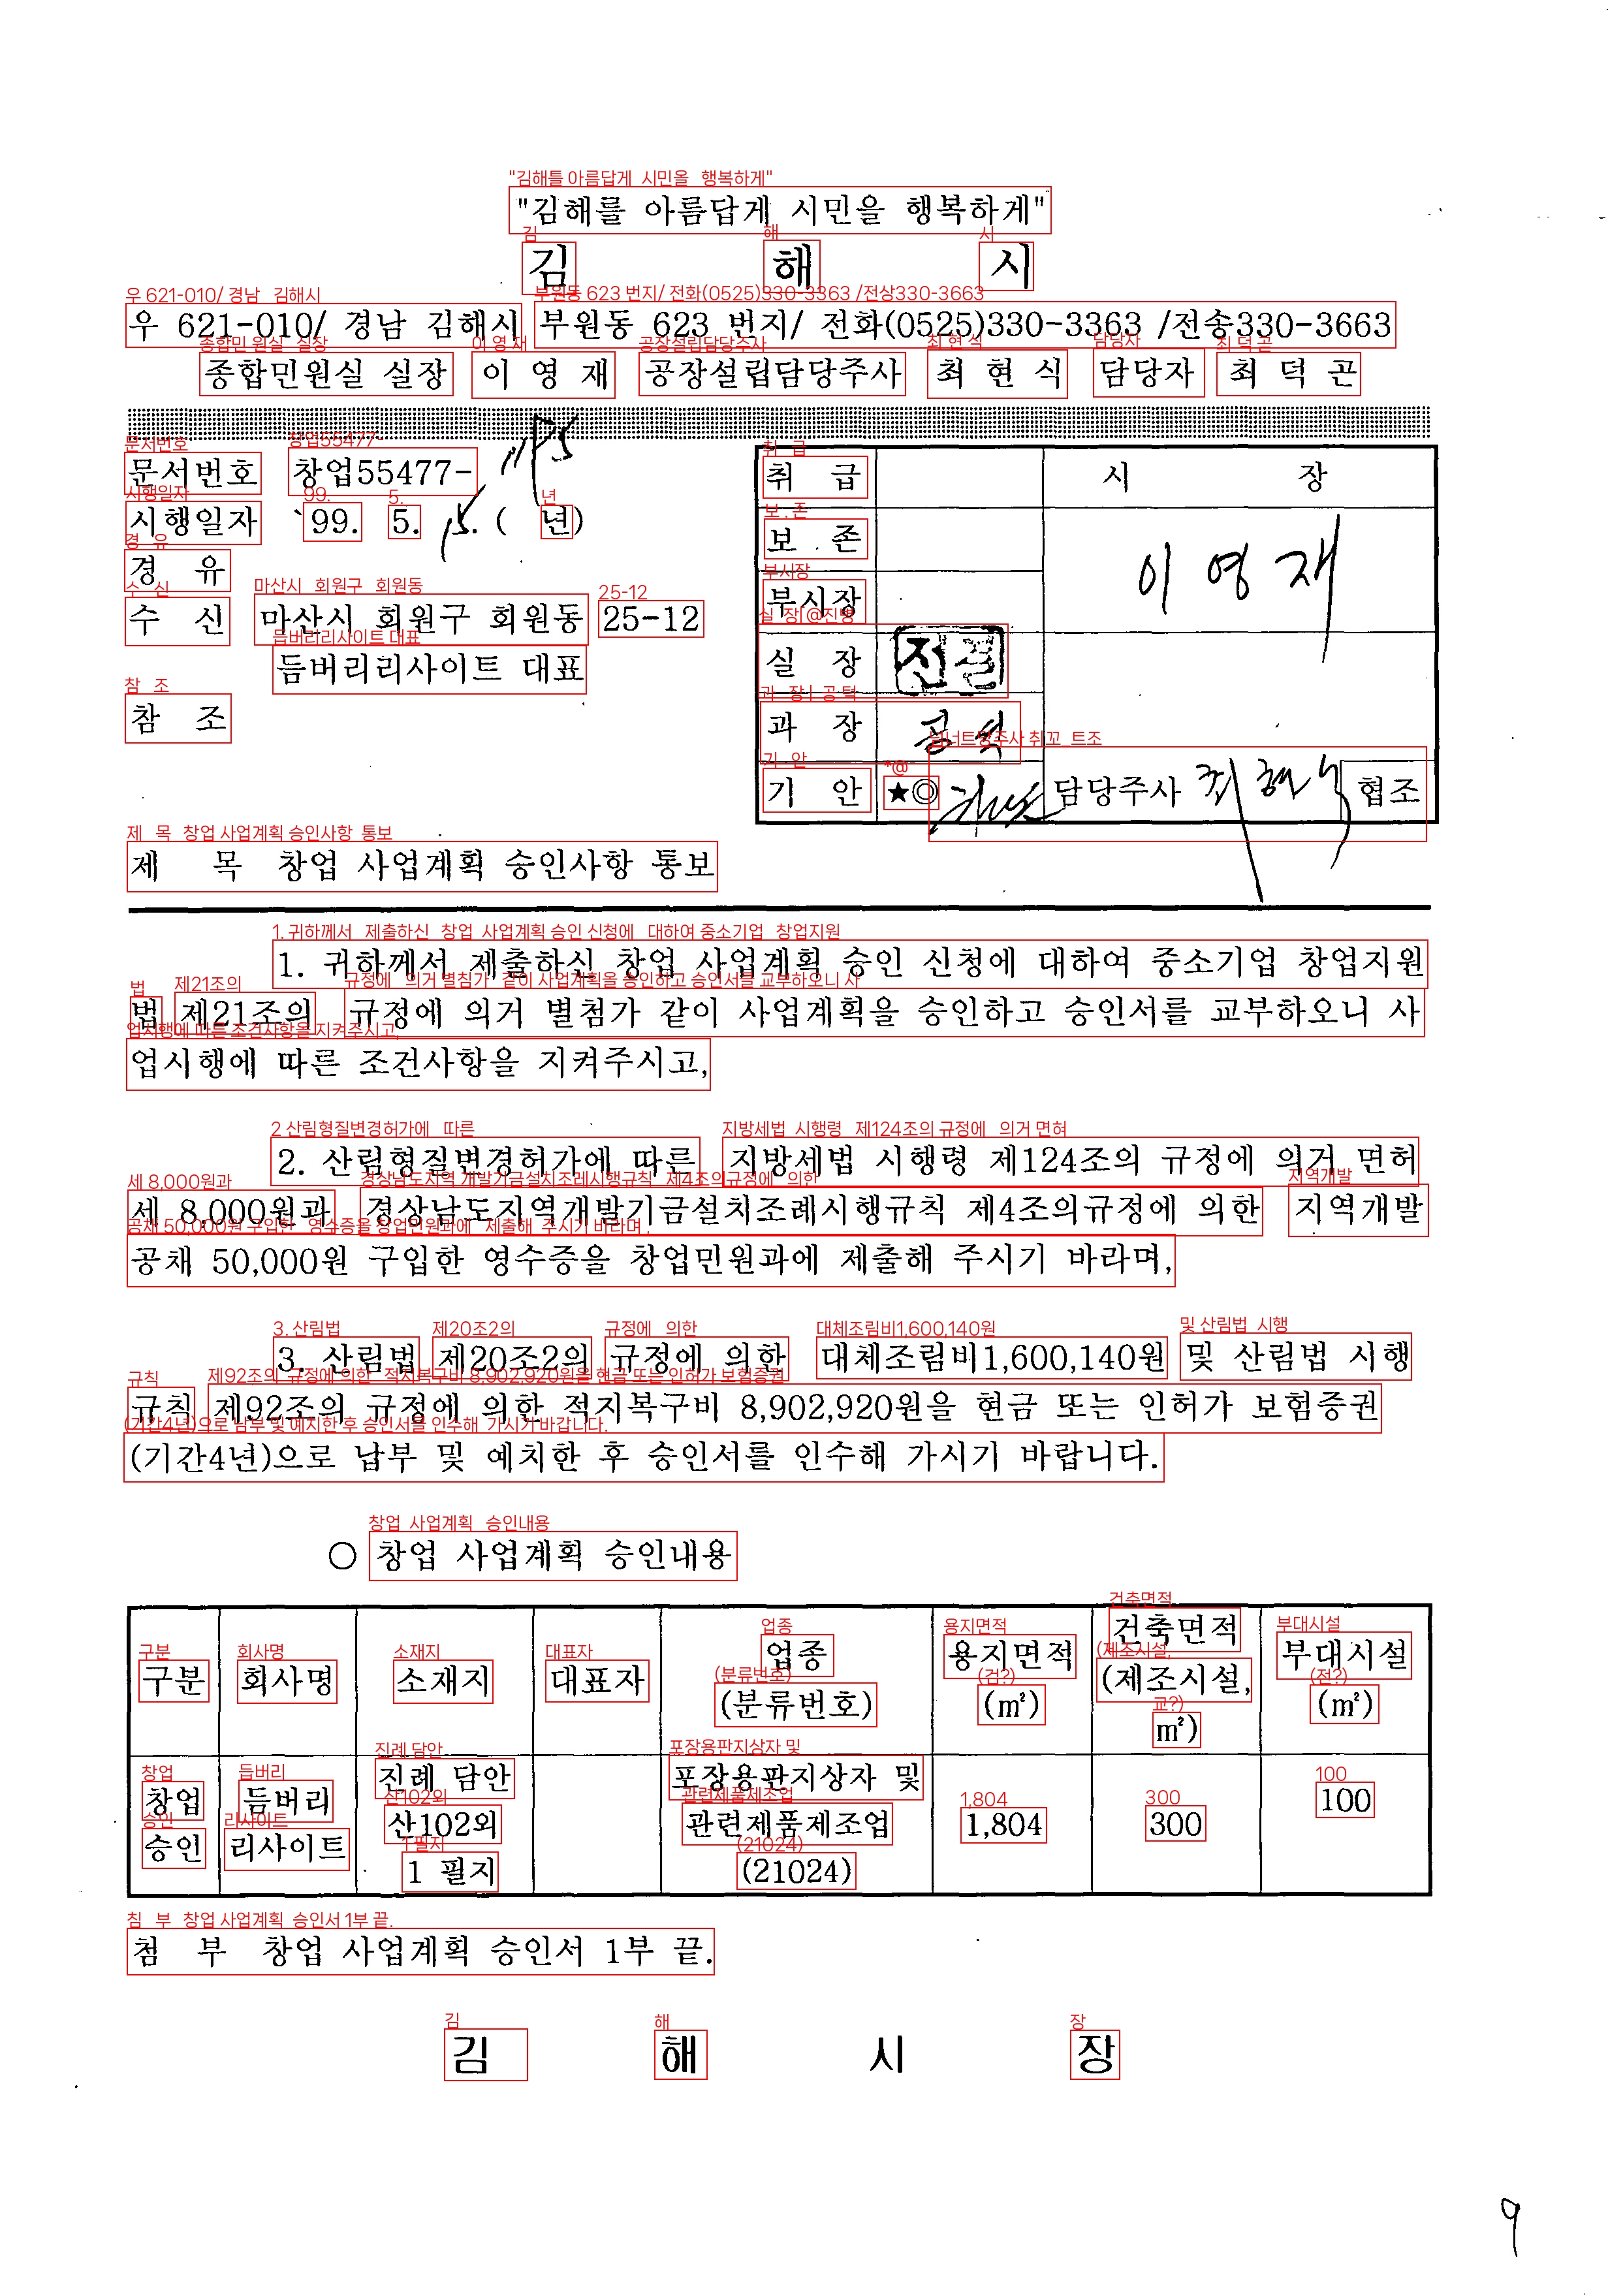 "김해를 아름답게 시민을 행복하게"
김 해 시
우 621-010/ 경남 김해시 부원동 623 번지/ 전화(0525)330-3363 /전송330-3663
종합민원실 실장 이 영 재 공장설립담당주사 최 현 식 담당자 최 덕 곤
문서번호 창업55477-
시행일자 `99. 5. 15. ( 년)
경 유
수 신 마산시 회원구 회원동 25-12
듬버리리사이트 대표
참 조
취 급 시 장
보 존 이 영 재
부시장
실 장
과 장
기 안 ★◎ 담당주사 협조
제 목 창업 사업계획 승인사항 통보
1. 귀하께서 제출하신 창업 사업계획 승인 신청에 대하여 중소기업 창업지원
법 제21조의 규정에 의거 별첨가 같이 사업계획을 승인하고 승인서를 교부하오니 사
업시행에 따른 조건사항을 지켜주시고,
2. 산림형질변경허가에 따른 지방세법 시행령 제124조의 규정에 의거 면허
세 8,000원과 경상남도지역개발기금설치조례시행규칙 제4조의규정에 의한 지역개발
공채 50,000원 구입한 영수증을 창업민원과에 제출해 주시기 바라며,
3. 산림법 제20조2의 규정에 의한 대체조림비1,600,140원 및 산림법 시행
규칙 제92조의 규정에 의한 적지복구비 8,902,920원을 현금 또는 인허가 보험증권
(기간4년)으로 납부 및 예치한 후 승인서를 인수해 가시기 바랍니다.
○ 창업 사업계획 승인내용
구분 회사명 소재지 대표자 업종 (분류번호) 용지면적 (㎡) 건축면적 (제조시설, ㎡) 부대시설 (㎡)
창업 듬버리 진례 담안 포장용판지상자 및
승인 리사이트 산102외 관련제품제조업 1,804 300 100
1 필지 (21024)
첨 부 창업 사업계획 승인서 1부 끝.
김 해 시 장
9